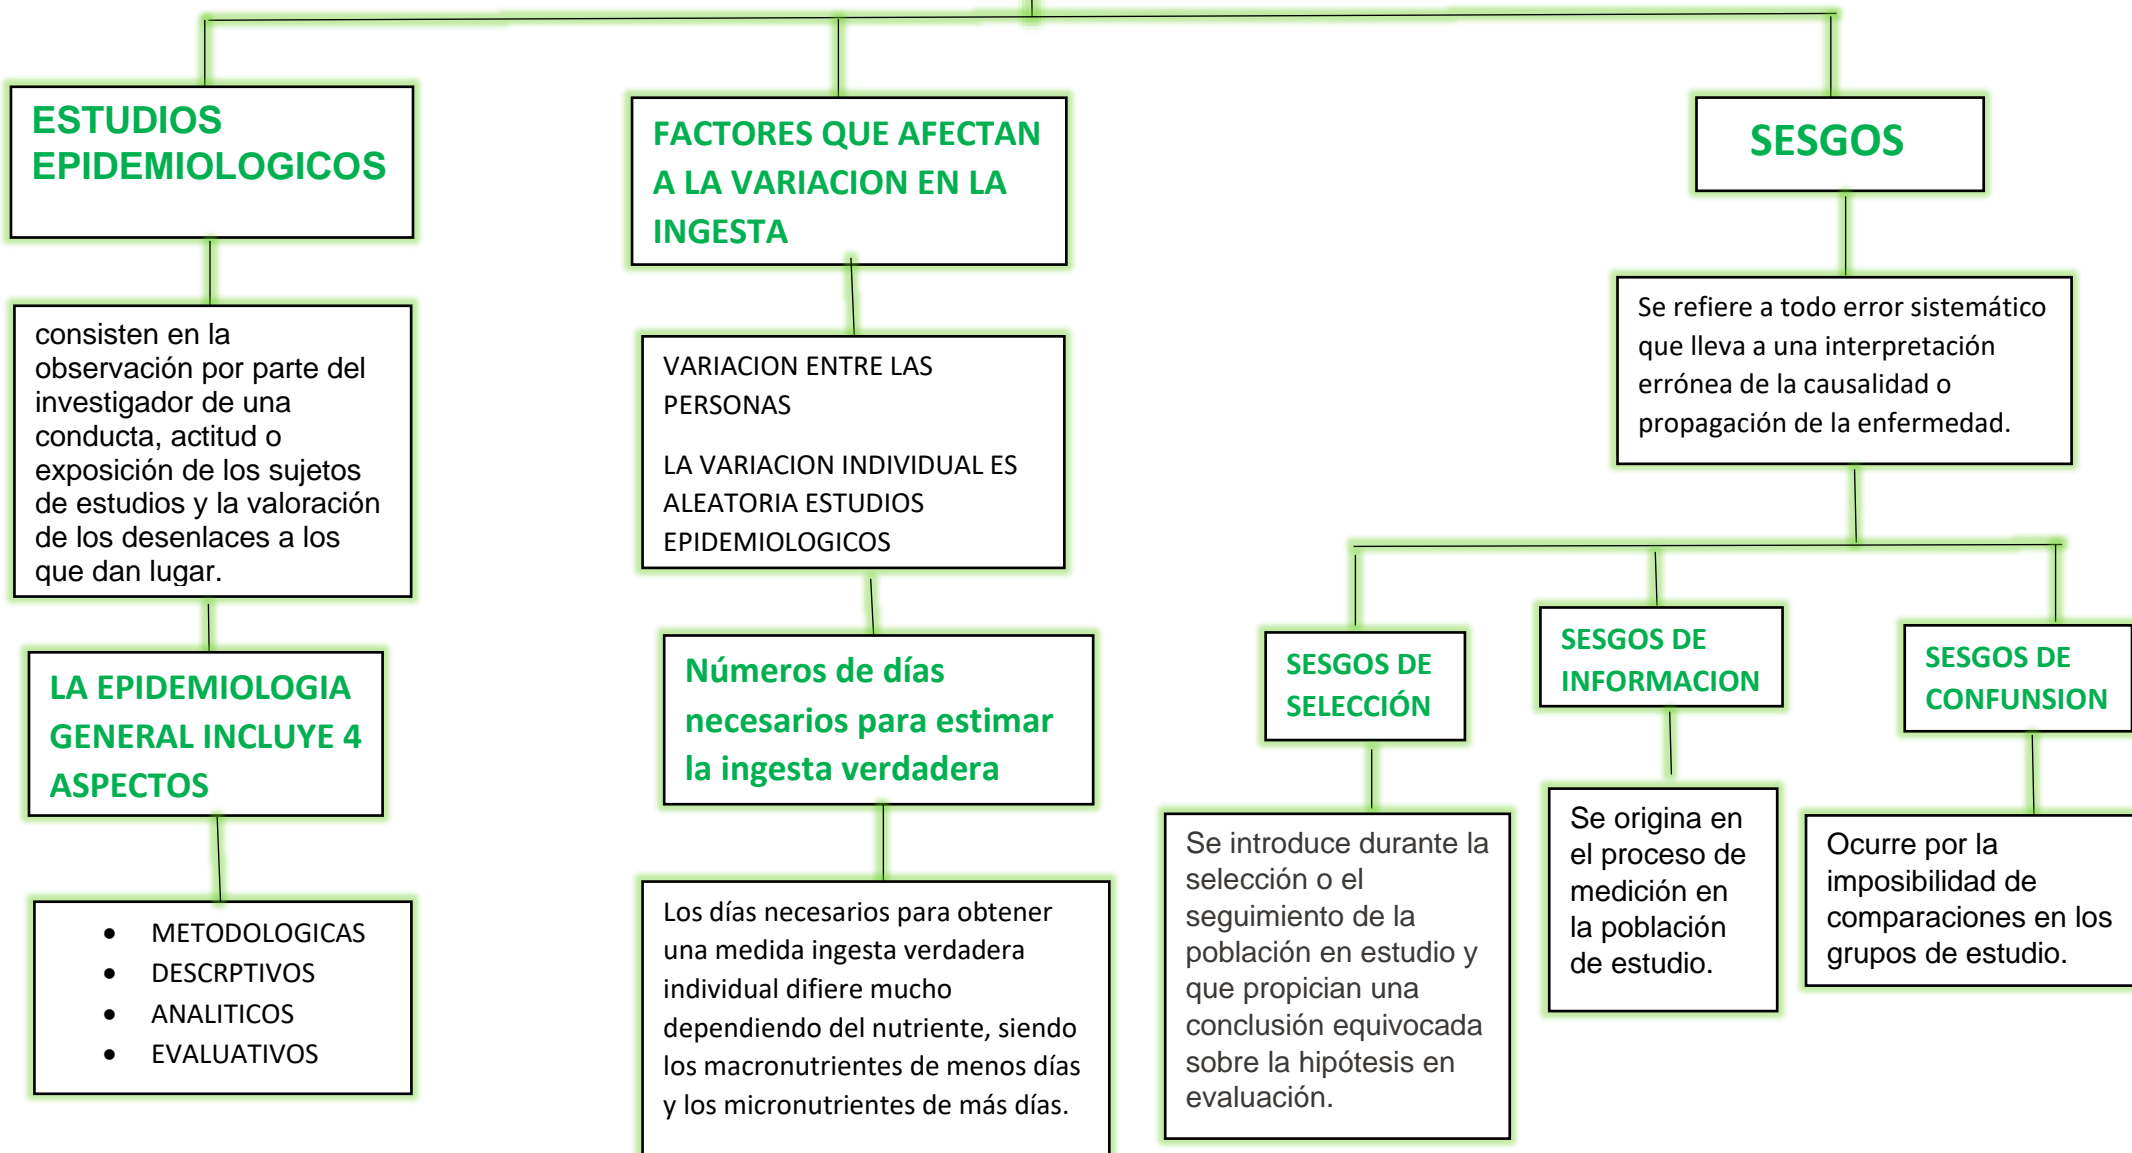 ESTUDIOS
EPIDEMIOLOGICOS
consisten en la
observación por parte del
investigador de una
conducta, actitud o
exposición de los sujetos
de estudios y la valoración
de los desenlaces a los
que dan lugar.
LA EPIDEMIOLOGIA
GENERAL INCLUYE 4
ASPECTOS
• METODOLOGICAS
• DESCRPTIVOS
• ANALITICOS
• EVALUATIVOS
FACTORES QUE AFECTAN
A LA VARIACION EN LA
INGESTA
VARIACION ENTRE LAS
PERSONAS
LA VARIACION INDIVIDUAL ES
ALEATORIA ESTUDIOS
EPIDEMIOLOGICOS
Números de días
necesarios para estimar
la ingesta verdadera
Los días necesarios para obtener
una medida ingesta verdadera
individual difiere mucho
dependiendo del nutriente, siendo
los macronutrientes de menos días
y los micronutrientes de más días.
SESGOS
Se refiere a todo error sistemático
que lleva a una interpretación
errónea de la causalidad o
propagación de la enfermedad.
SESGOS DE
SELECCIÓN
Se introduce durante la
selección o el
seguimiento de la
población en estudio y
que propician una
conclusión equivocada
sobre la hipótesis en
evaluación.
SESGOS DE
INFORMACION
Se origina en
el proceso de
medición en
la población
de estudio.
SESGOS DE
CONFUNSION
Ocurre por la
imposibilidad de
comparaciones en los
grupos de estudio.